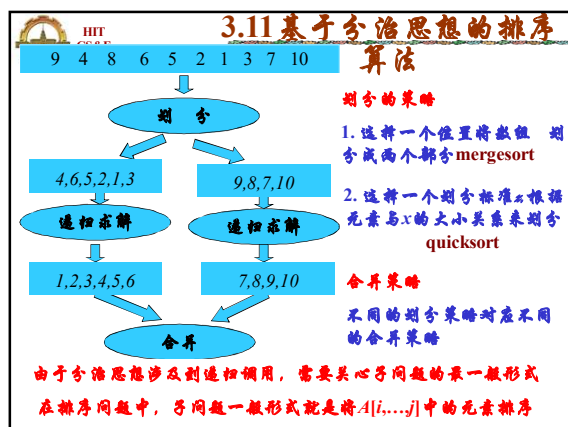 HIT
3.11基于分治思想的排序
算法
9 4 8 6 5 2 1 3 7 10
划 分
4,6,5,2,1,3
9,8,7,10
递归求解
递归求解
1,2,3,4,5,6
7,8,9,10
合并
划分的策略
1. 选择一个位置将数组 划
分成两个部分mergesort
2. 选择一个划分标准x,根据
元素与x的大小关系来划分
quicksort
合并策略
不同的划分策略对应不同
的合并策略
由于分治思想涉及到递归调用，需要关心子问题的最一般形式
在排序问题中，子问题一般形式就是将A[i,…,j]中的元素排序